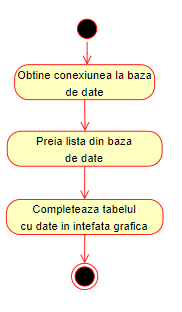 Obtine conexiunea la baza
de date
Preia lista din baza
de date
Completeaza tabelul
cu date in intefata grafica